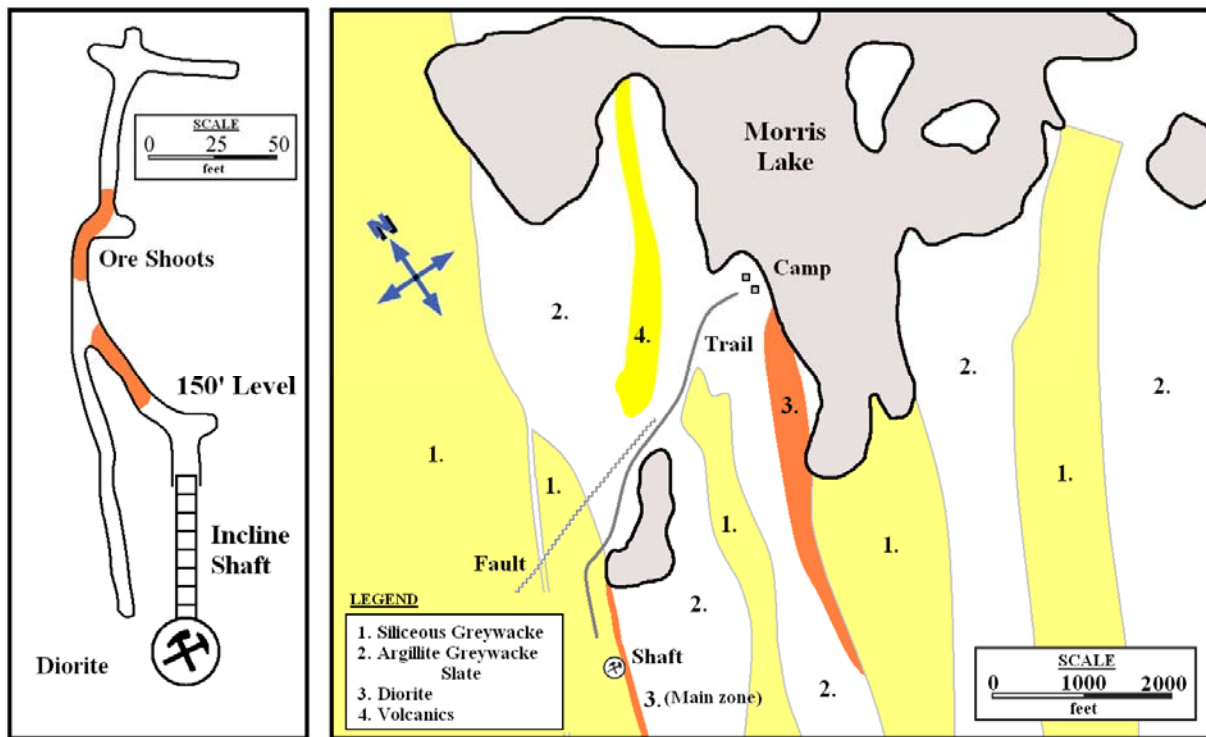 SCALE
0 25 50
feet
Ore Shoots
150' Level
Incline
Shaft
Diorite
Morris
Lake
N
Camp
2.
4.
Trail
2.
2.
3.
1.
1.
1.
1.
1.
Fault
2.
LEGEND
1. Siliceous Greywacke
2. Argillite Greywacke
Slate
3. Diorite
4. Volcanics
Shaft
3. (Main zone)
2.
SCALE
0 1000 2000
feet